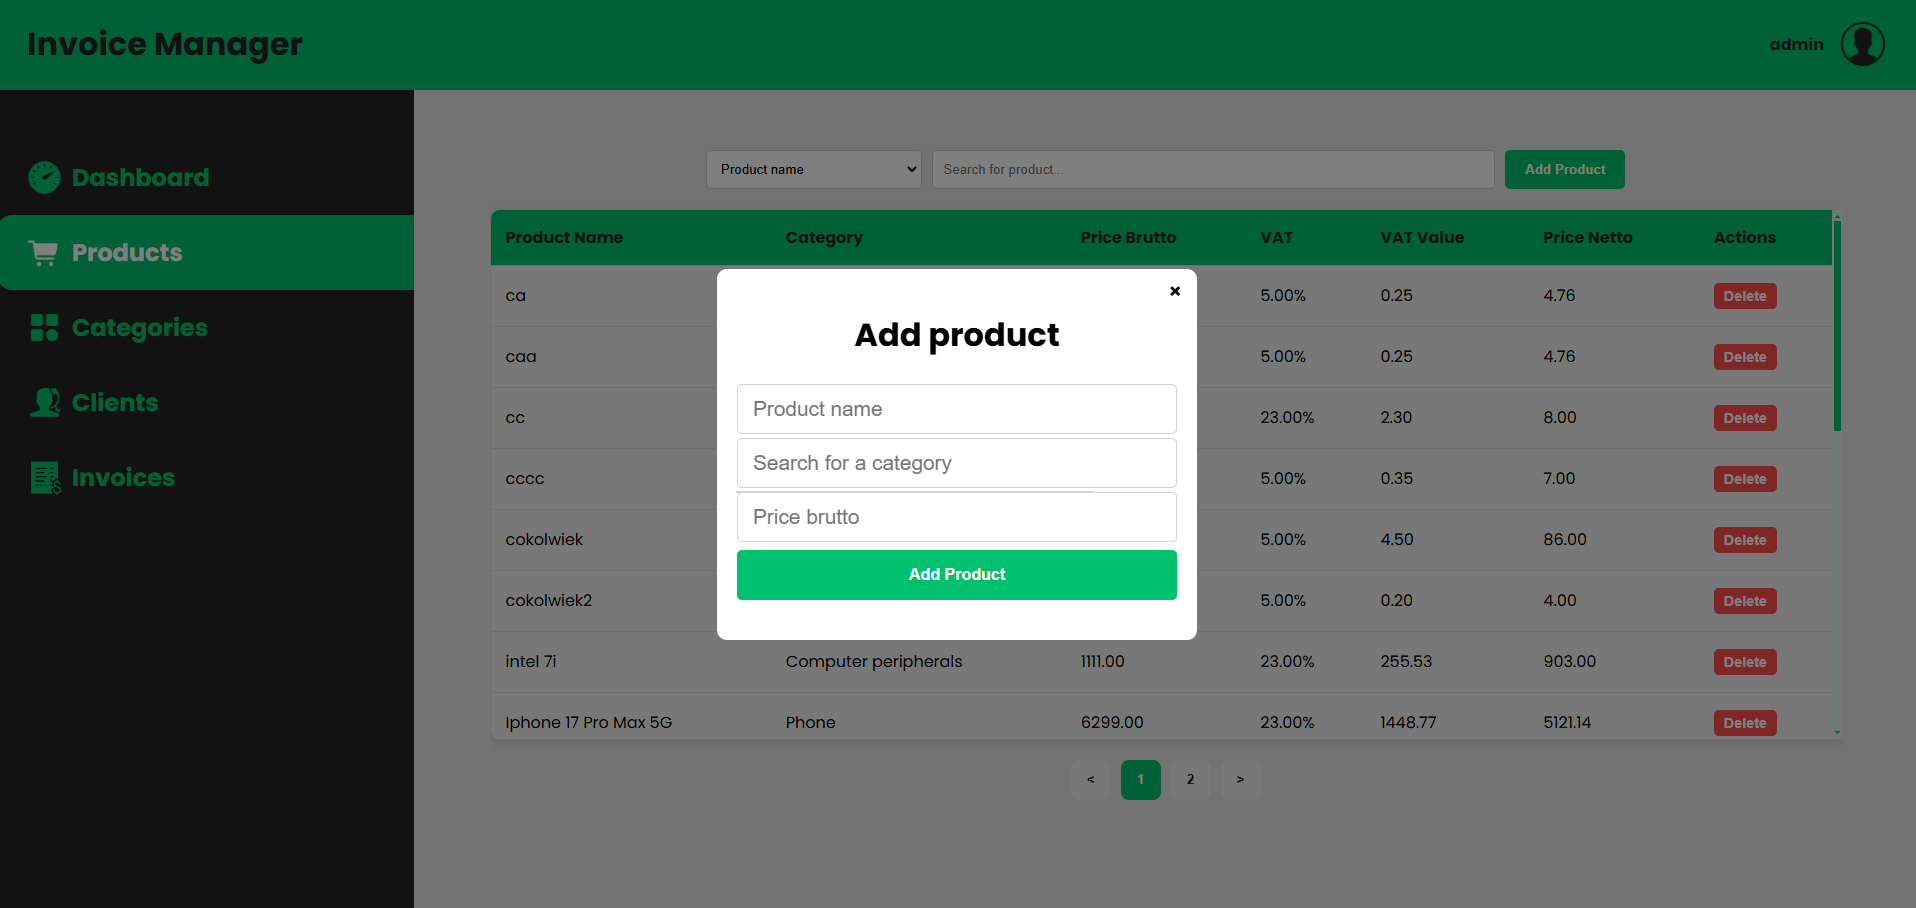 Invoice Manager
admin
Dashboard
Products
Categories
Clients
Invoices
Product name
Search for product...
Add Product
Product Name Category Price Brutto VAT VAT Value Price Netto Actions
ca 5.00% 0.25 4.76 Delete
caa 5.00% 0.25 4.76 Delete
cc 23.00% 2.30 8.00 Delete
cccc 5.00% 0.35 7.00 Delete
cokolwiek 5.00% 4.50 86.00 Delete
cokolwiek2 5.00% 0.20 4.00 Delete
intel 7i Computer peripherals 1111.00 23.00% 255.53 903.00 Delete
Iphone 17 Pro Max 5G Phone 6299.00 23.00% 1448.77 5121.14 Delete
×
Add product
Product name
Search for a category
Price brutto
Add Product
< 1 2 >